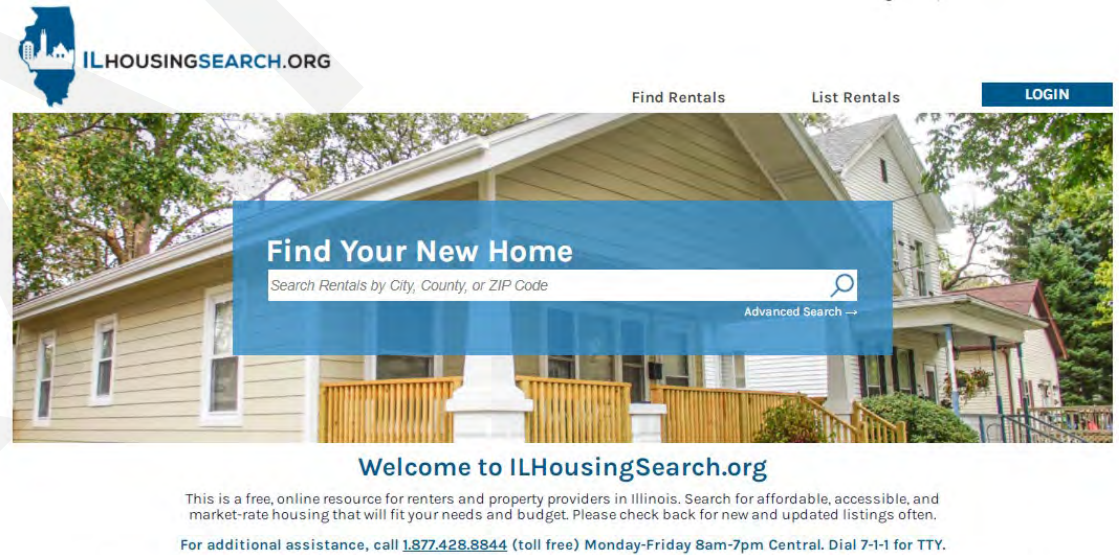 ILHOUSINGSEARCH.ORG
Find Rentals
List Rentals
LOGIN
Find Your New Home
Search Rentals by City, County, or ZIP Code
Advanced Search →
Welcome to ILHousingSearch.org
This is a free, online resource for renters and property providers in Illinois. Search for affordable, accessible, and
market-rate housing that will fit your needs and budget. Please check back for new and updated listings often.
For additional assistance, call 1.877.428.8844 (toll free) Monday-Friday 8am-7pm Central. Dial 7-1-1 for TTY.